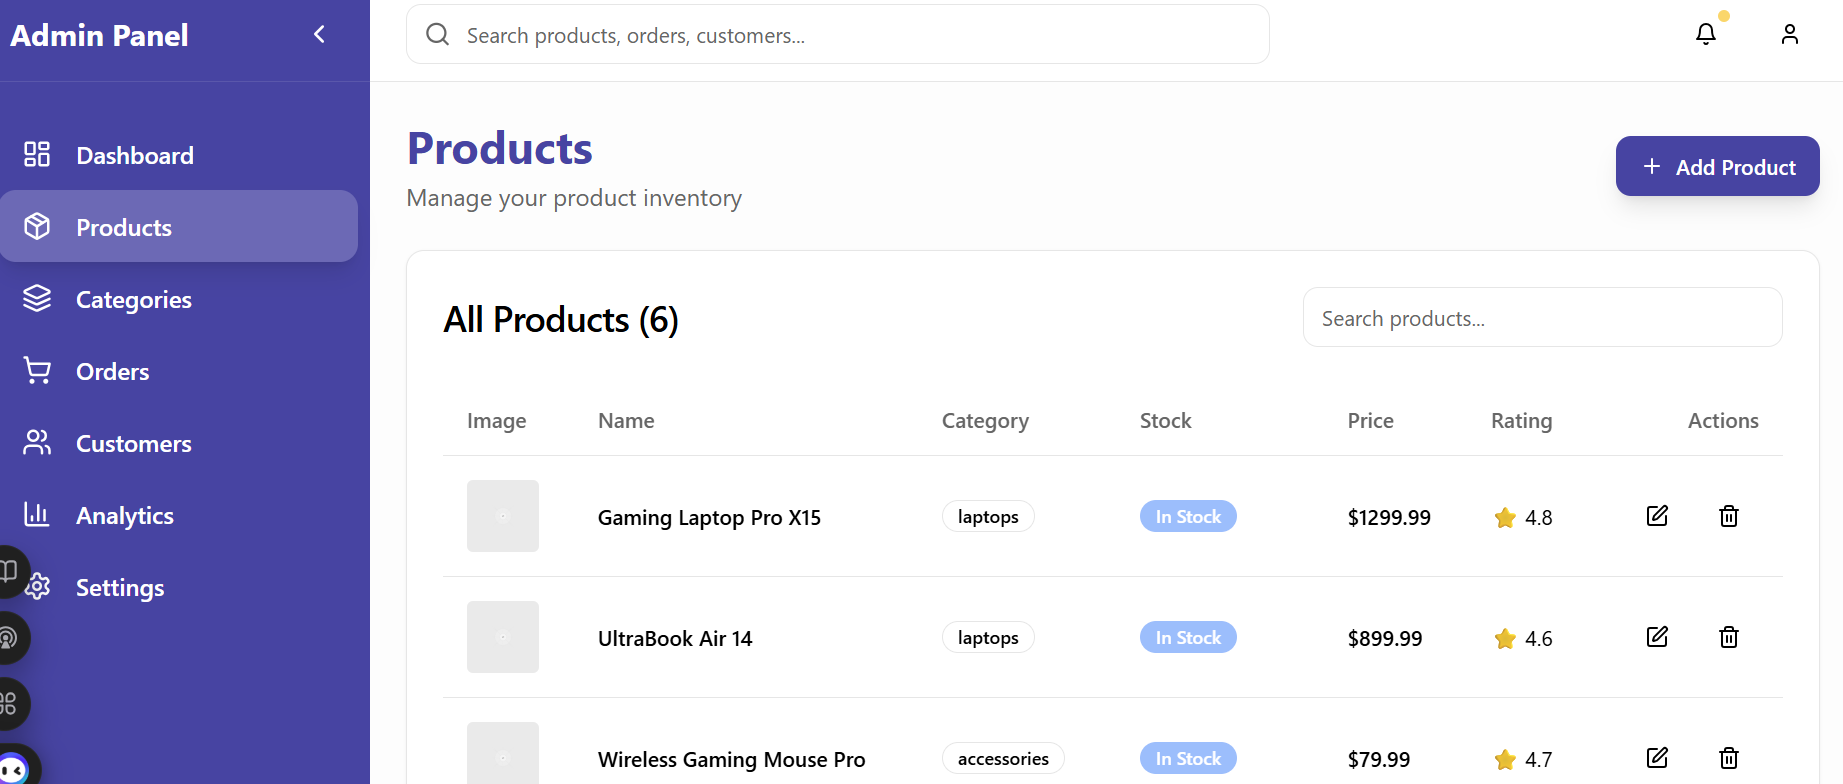 Admin Panel
Search products, orders, customers...
Dashboard
Products
Categories
Orders
Customers
Analytics
Settings
Products
Manage your product inventory
+ Add Product
All Products (6)
Search products...
Image Name Category Stock Price Rating Actions
Gaming Laptop Pro X15 laptops In Stock $1299.99 4.8
UltraBook Air 14 laptops In Stock $899.99 4.6
Wireless Gaming Mouse Pro accessories In Stock $79.99 4.7